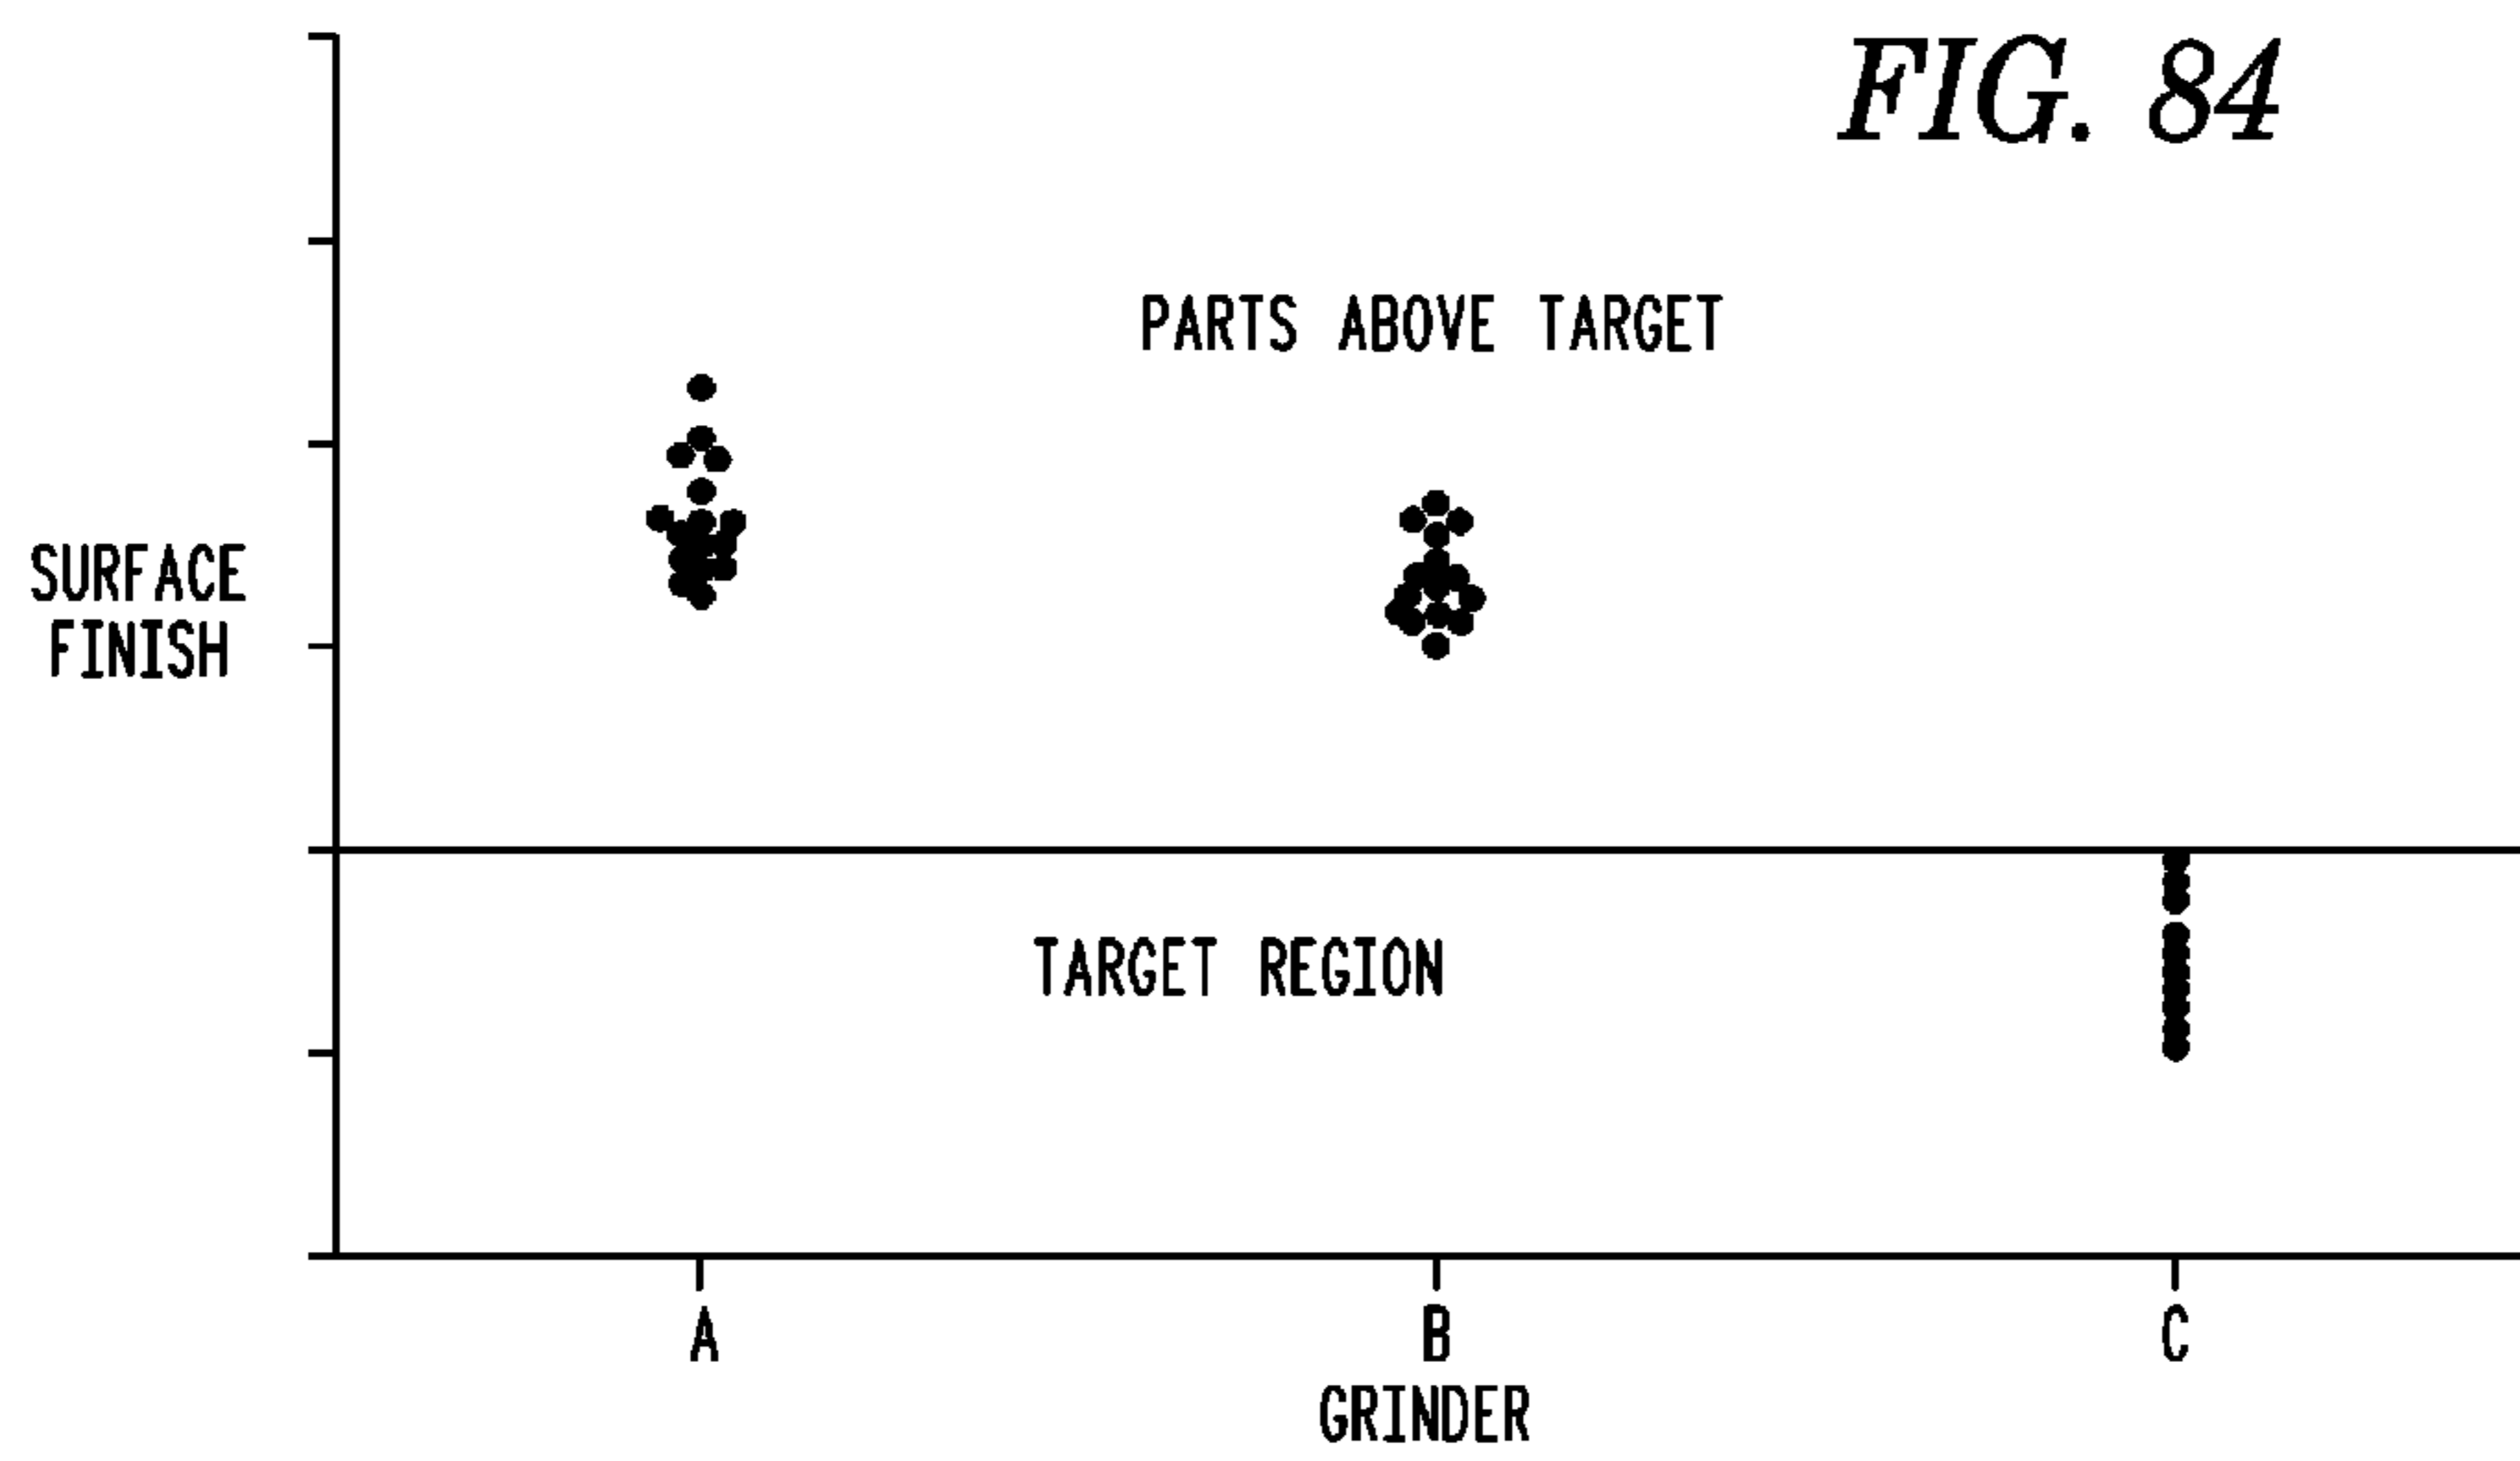 FIG. 84
PARTS ABOVE TARGET
SURFACE
FINISH
TARGET REGION
A
B
C
GRINDER